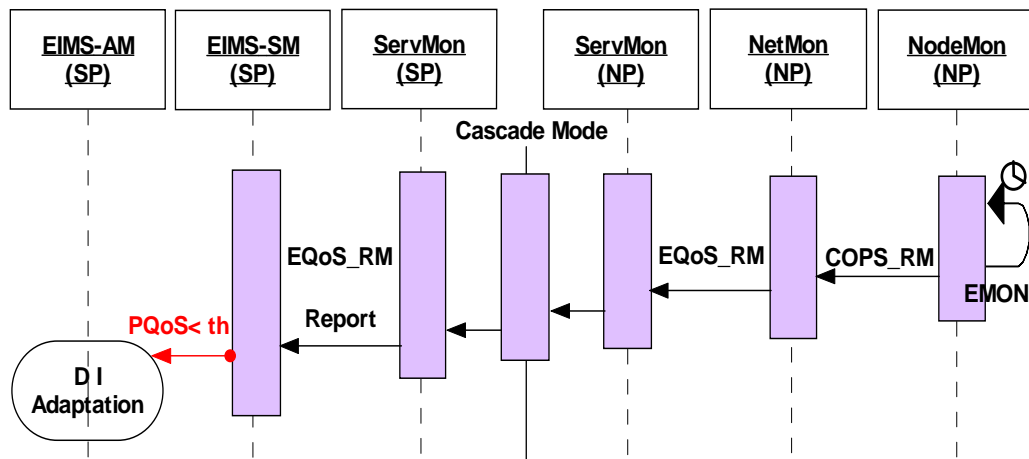 EIMS-AM
(SP)
EIMS-SM
(SP)
ServMon
(SP)
ServMon
(NP)
NetMon
(NP)
NodeMon
(NP)
Cascade Mode
EQoS_RM
EQoS_RM
COPS_RM
EMON
PQoS< th
Report
D I
Adaptation